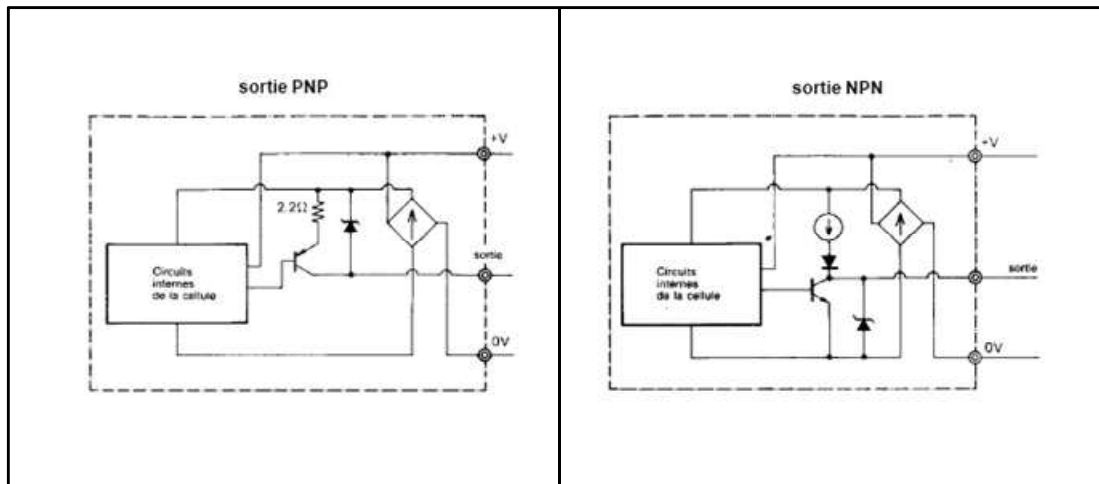 sortie PNP
+V
2.2Ω
sortie
Circuits
internes
de la cellule
0V
sortie NPN
+V
Circuits
internes
de la cellule
sortie
0V